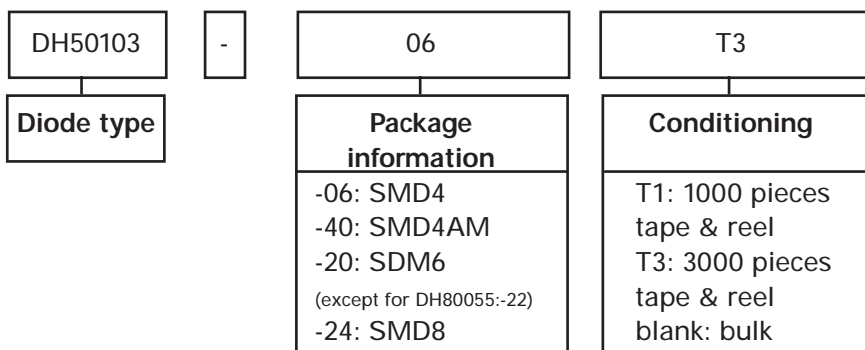 DH50103 - 06 T3
Diode type
Package
information
-06: SMD4
-40: SMD4AM
-20: SDM6
(except for DH80055:-22)
-24: SMD8
Conditioning
T1: 1000 pieces
tape & reel
T3: 3000 pieces
tape & reel
blank: bulk